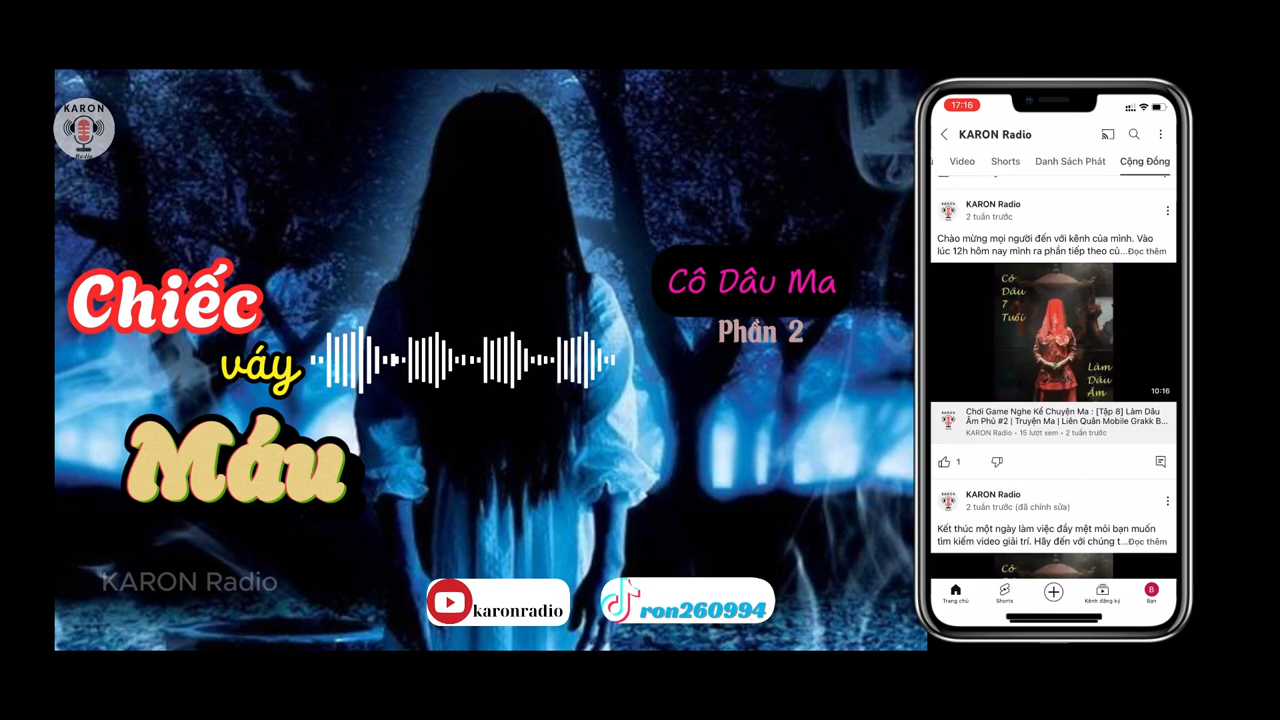 KARON
Radio
Chiếc
váy
Máu
Cô Dâu Ma
Phần 2
KARON Radio
karonradio
ron260994
17:16
KARON Radio
Video Shorts Danh Sách Phát Cộng Đồng
KARON Radio
2 tuần trước
Chào mừng mọi người đến với kênh của mình. Vào
lúc 12h hôm nay mình ra phần tiếp theo củ...Đọc thêm
Cô
Dâu
7
Tuổi
Làm
Dâu
Âm
10:16
Chơi Game Nghe Kể Chuyện Ma : [Tập 8] Làm Dâu
Âm Phủ #2 | Truyện Ma | Liên Quân Mobile Grakk B...
KARON Radio • 15 lượt xem • 2 tuần trước
1
KARON Radio
2 tuần trước (đã chỉnh sửa)
Kết thúc một ngày làm việc đầy mệt mỏi bạn muốn
tìm kiếm video giải trí. Hãy đến với chúng t...Đọc thêm
Cô
Trang chủ Shorts Kênh đăng ký B Bạn